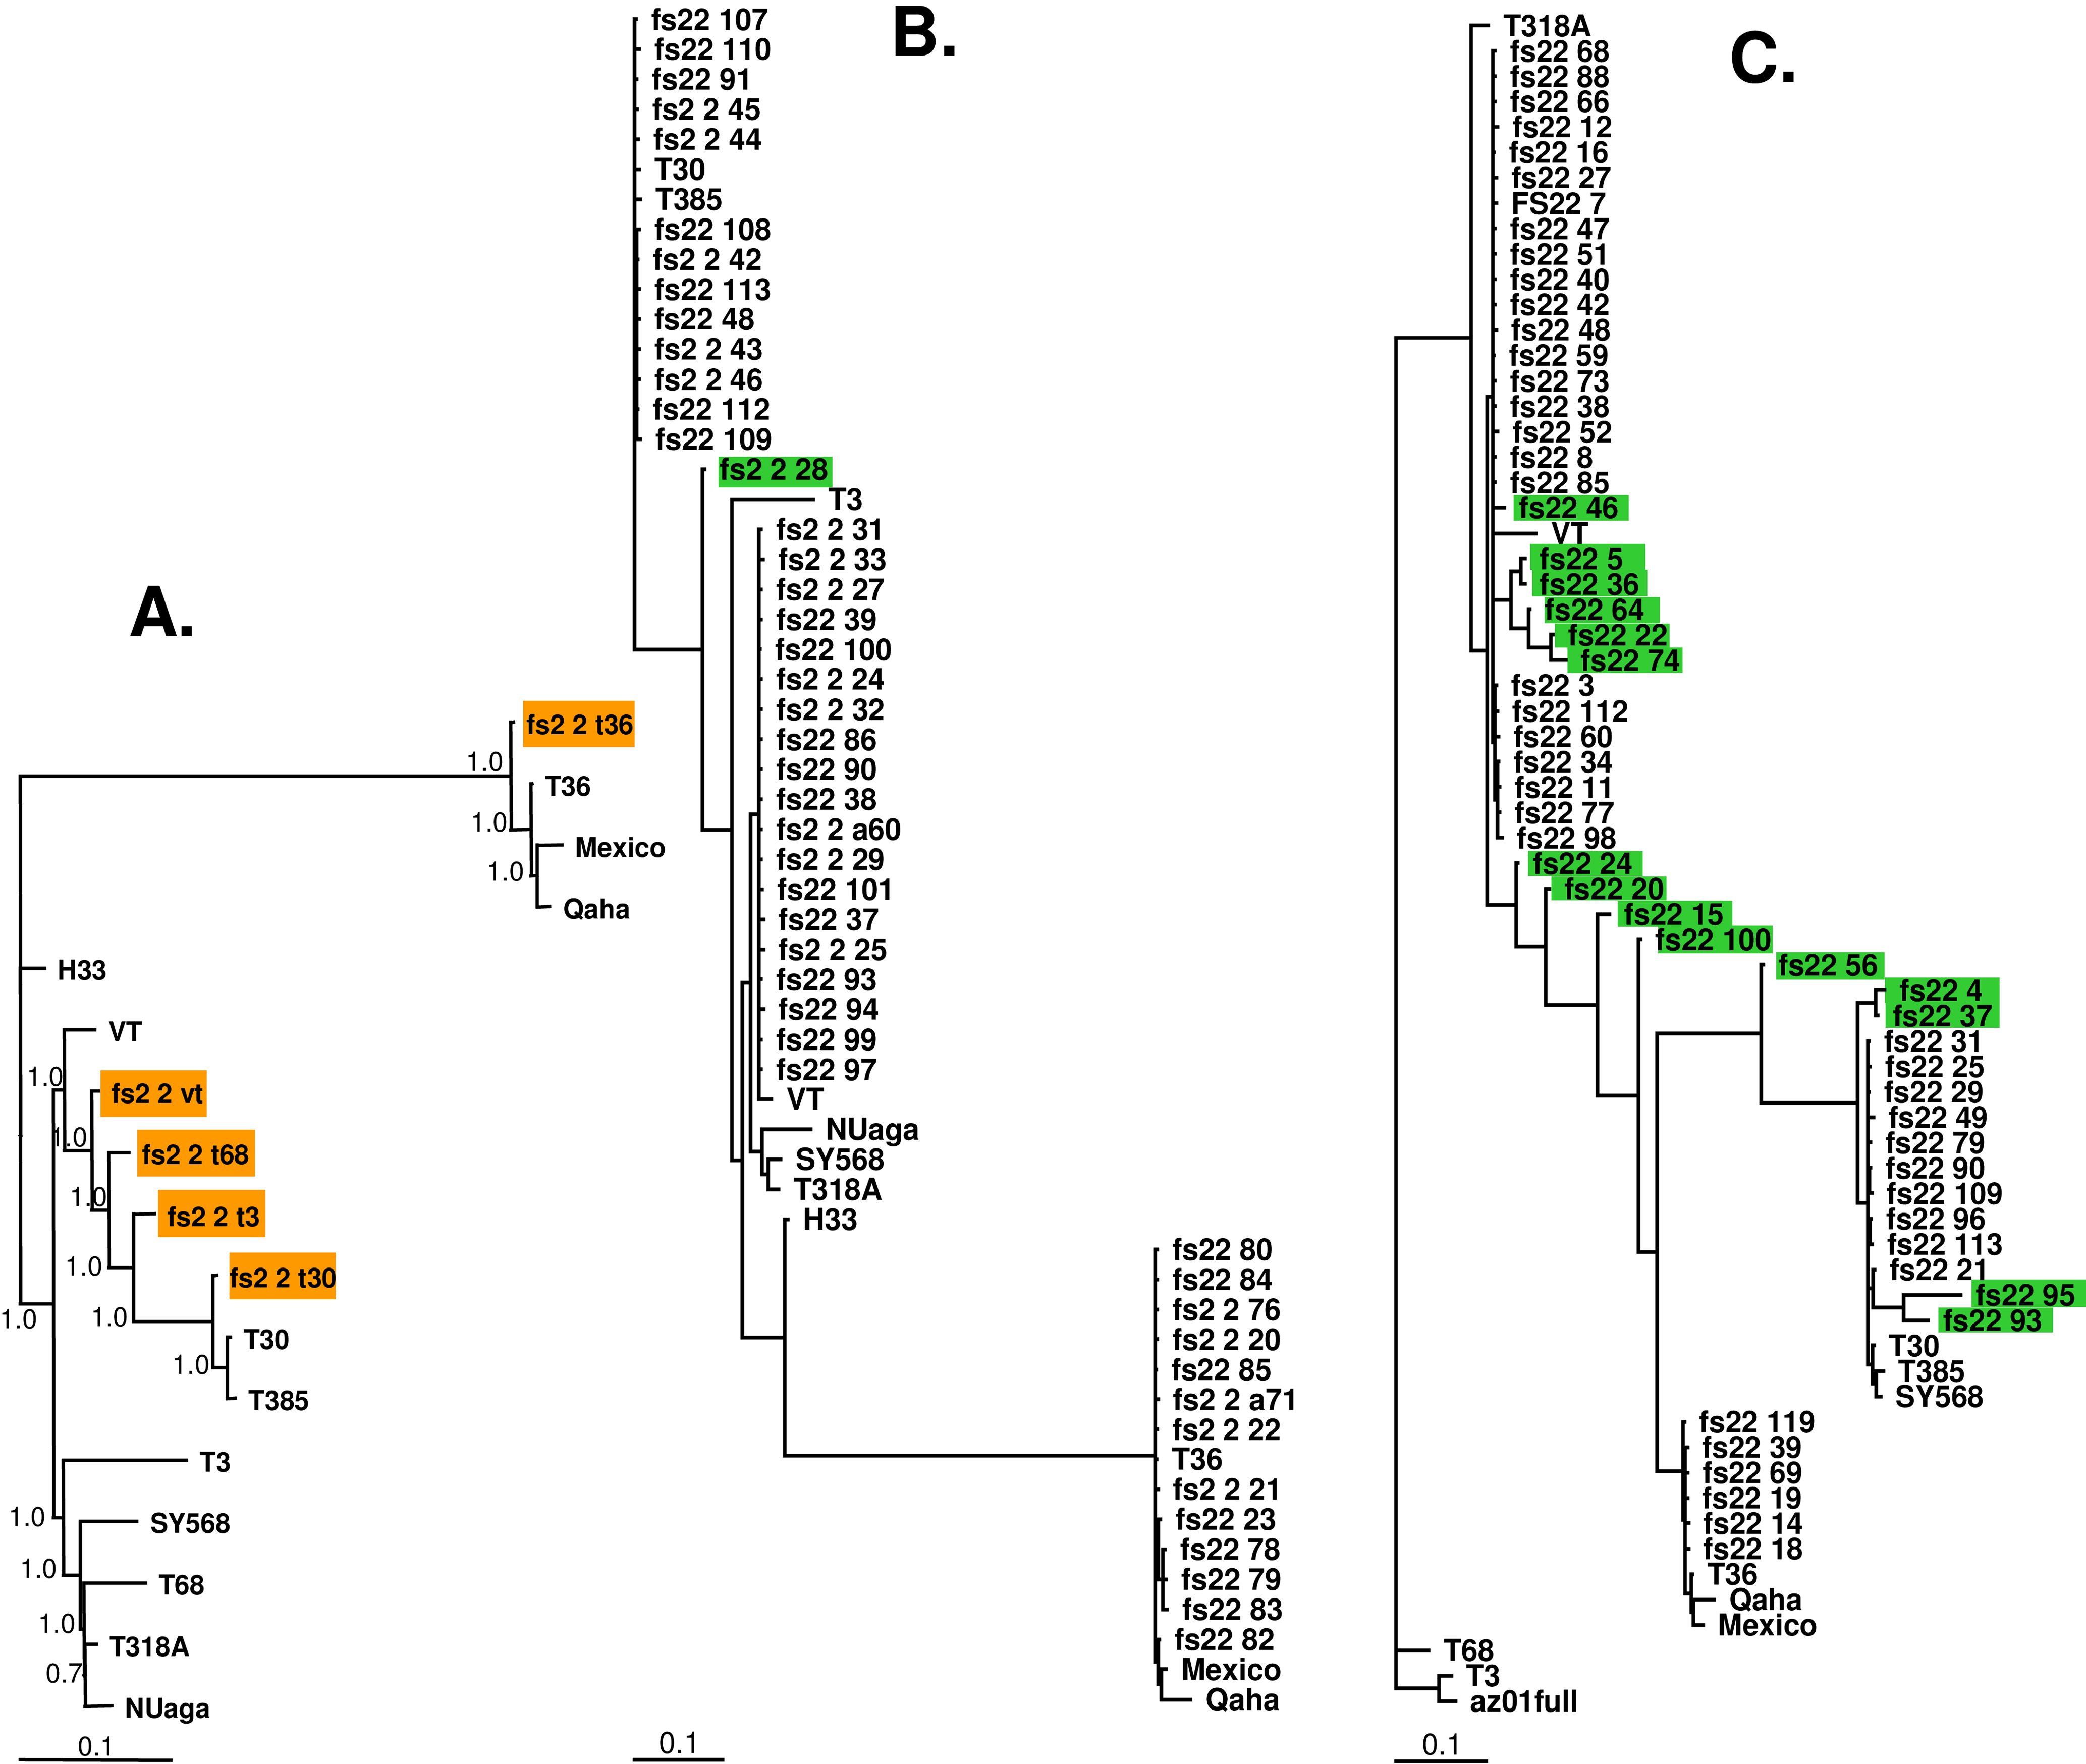 A.
fs2 2 t36
1.0
T36
1.0
Mexico
1.0
Qaha
H33
VT
1.0
fs2 2 vt
1.0
fs2 2 t68
1.0
fs2 2 t3
1.0
fs2 2 t30
1.0
1.0
T30
1.0
T385
T3
1.0
SY568
1.0
T68
1.0
T318A
0.7
NUaga
0.1
B.
fs22 107
fs22 110
fs22 91
fs2 2 45
fs2 2 44
T30
T385
fs22 108
fs2 2 42
fs22 113
fs22 48
fs2 2 43
fs2 2 46
fs22 112
fs22 109
fs2 2 28
T3
fs2 2 31
fs2 2 33
fs2 2 27
fs22 39
fs22 100
fs2 2 24
fs2 2 32
fs22 86
fs22 90
fs22 38
fs2 2 a60
fs2 2 29
fs22 101
fs22 37
fs2 2 25
fs22 93
fs22 94
fs22 99
fs22 97
VT
NUaga
SY568
T318A
H33
fs22 80
fs22 84
fs2 2 76
fs2 2 20
fs22 85
fs2 2 a71
fs2 2 22
T36
fs2 2 21
fs22 23
fs22 78
fs22 79
fs22 83
fs22 82
Mexico
Qaha
0.1
C.
T318A
fs22 68
fs22 88
fs22 66
fs22 12
fs22 16
fs22 27
FS22 7
fs22 47
fs22 51
fs22 40
fs22 42
fs22 48
fs22 59
fs22 73
fs22 38
fs22 52
fs22 8
fs22 85
fs22 46
VT
fs22 5
fs22 36
fs22 64
fs22 22
fs22 74
fs22 3
fs22 112
fs22 60
fs22 34
fs22 11
fs22 77
fs22 98
fs22 24
fs22 20
fs22 15
fs22 100
fs22 56
fs22 4
fs22 37
fs22 31
fs22 25
fs22 29
fs22 49
fs22 79
fs22 90
fs22 109
fs22 96
fs22 113
fs22 21
fs22 95
fs22 93
T30
T385
SY568
fs22 119
fs22 39
fs22 69
fs22 19
fs22 14
fs22 18
T36
Qaha
Mexico
T68
T3
az01full
0.1